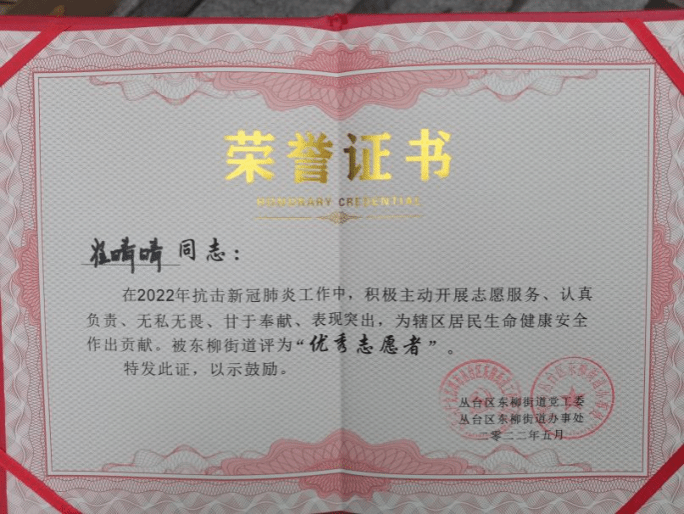 荣誉证书
HONORARY CREDENTIAL
崔晴晴 同志：
在2022年抗击新冠肺炎工作中，积极主动开展志愿服务、认真
负责、无私无畏、甘于奉献、表现突出，为辖区居民生命健康安全
作出贡献。被东柳街道评为“优秀志愿者”。
特发此证，以示鼓励。
丛台区东柳街道党工委
丛台区东柳街道办事处
二零二二年五月